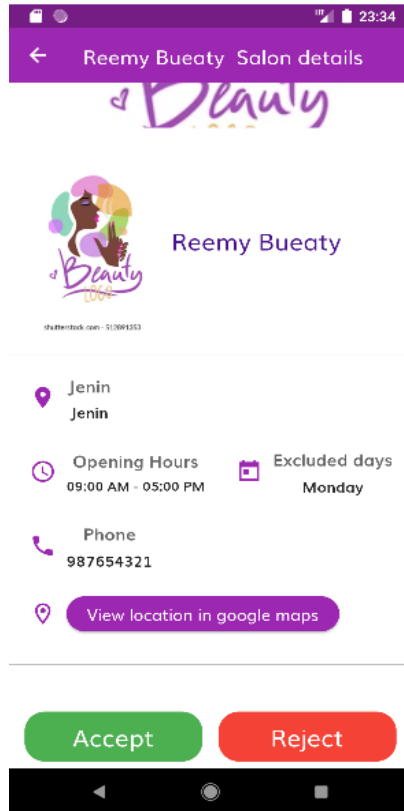 23:34
Reemy Bueaty Salon details
Beauty
Beauty
LOGO
Reemy Bueaty
shutterstock.com - 512891353
Jenin
Jenin
Opening Hours
09:00 AM - 05:00 PM
Excluded days
Monday
Phone
987654321
View location in google maps
Accept
Reject